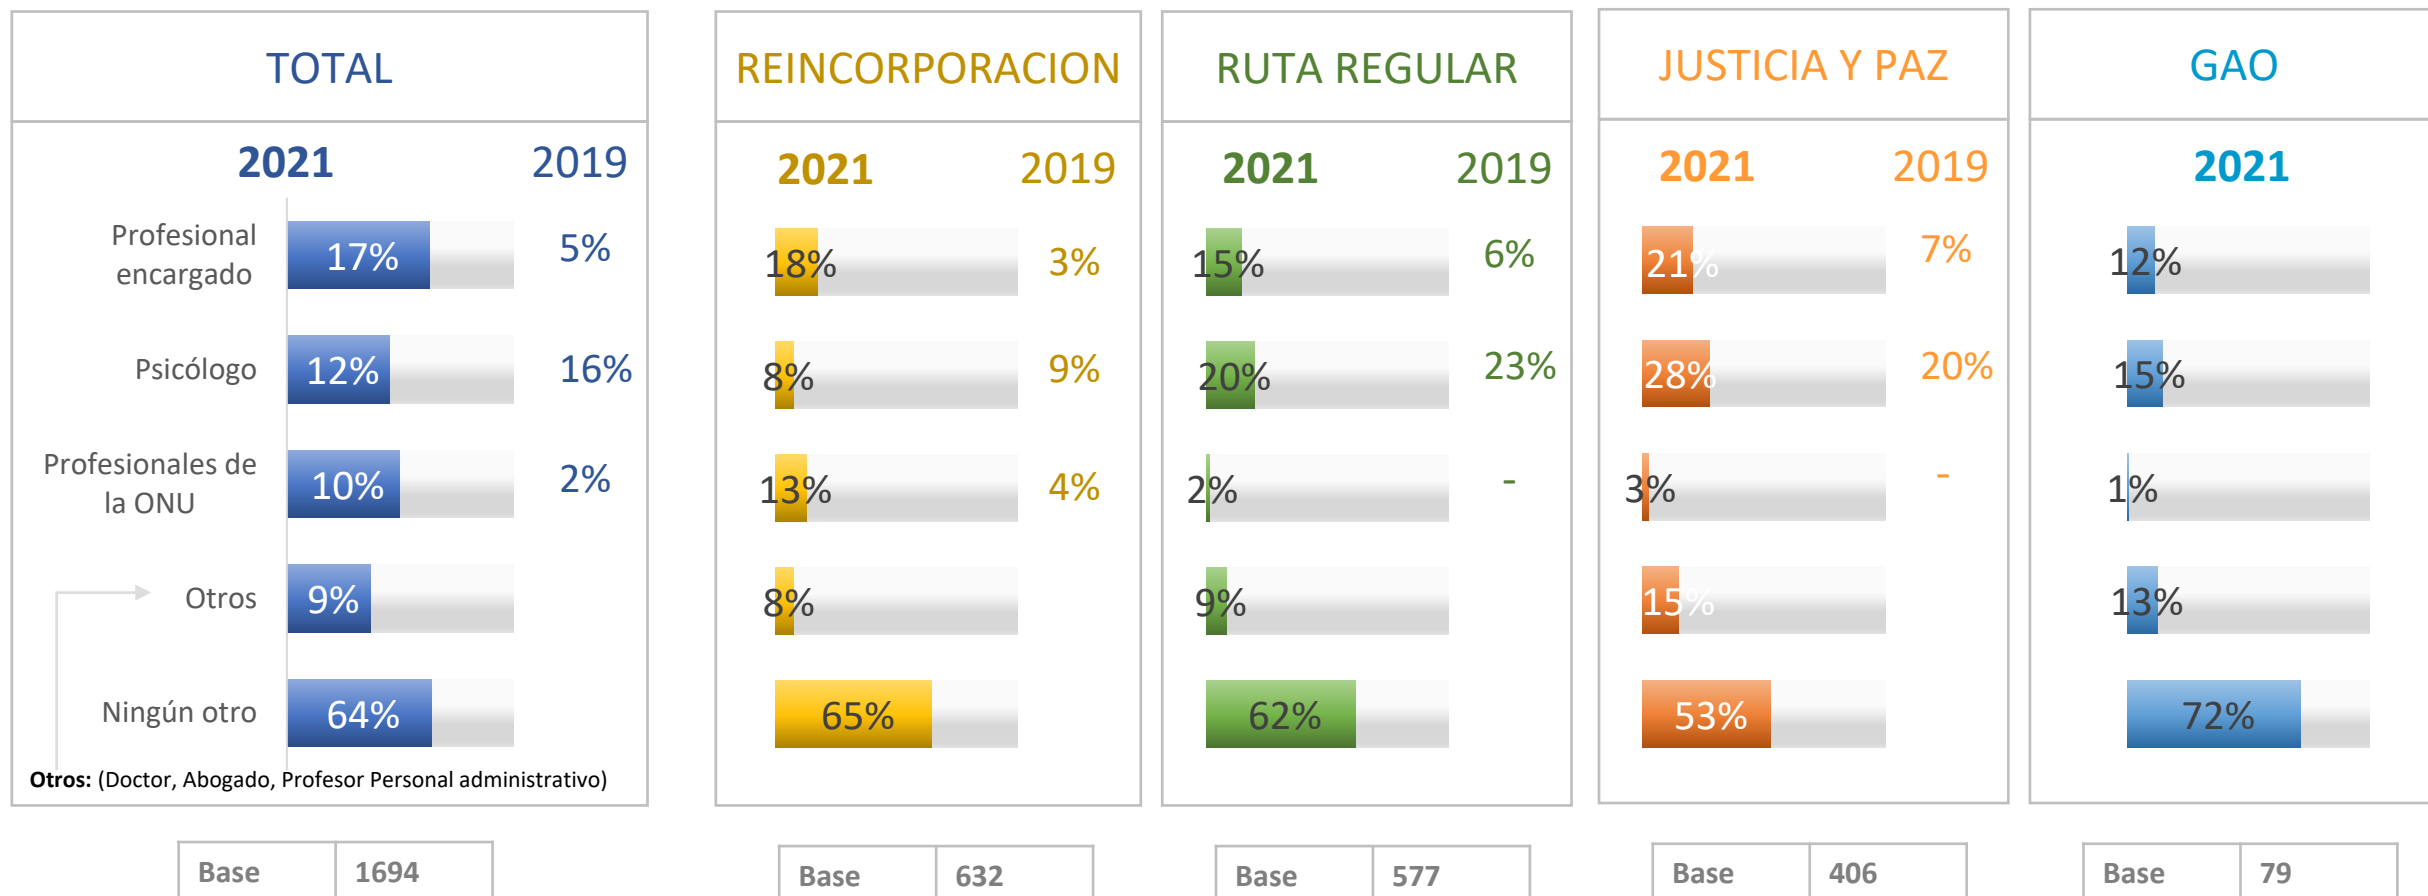 TOTAL
2021 2019
Profesional
encargado
17% 5%
Psicólogo 12% 16%
Profesionales de
la ONU
10% 2%
Otros 9%
Ningún otro 64%
Otros: (Doctor, Abogado, Profesor Personal administrativo)
Base 1694
REINCORPORACION
2021 2019
18% 3%
8% 9%
13% 4%
8%
65%
Base 632
RUTA REGULAR
2021 2019
15% 6%
20% 23%
2% -
9%
62%
Base 577
JUSTICIA Y PAZ
2021 2019
21% 7%
28% 20%
3% -
15%
53%
Base 406
GAO
2021
12%
15%
1%
13%
72%
Base 79